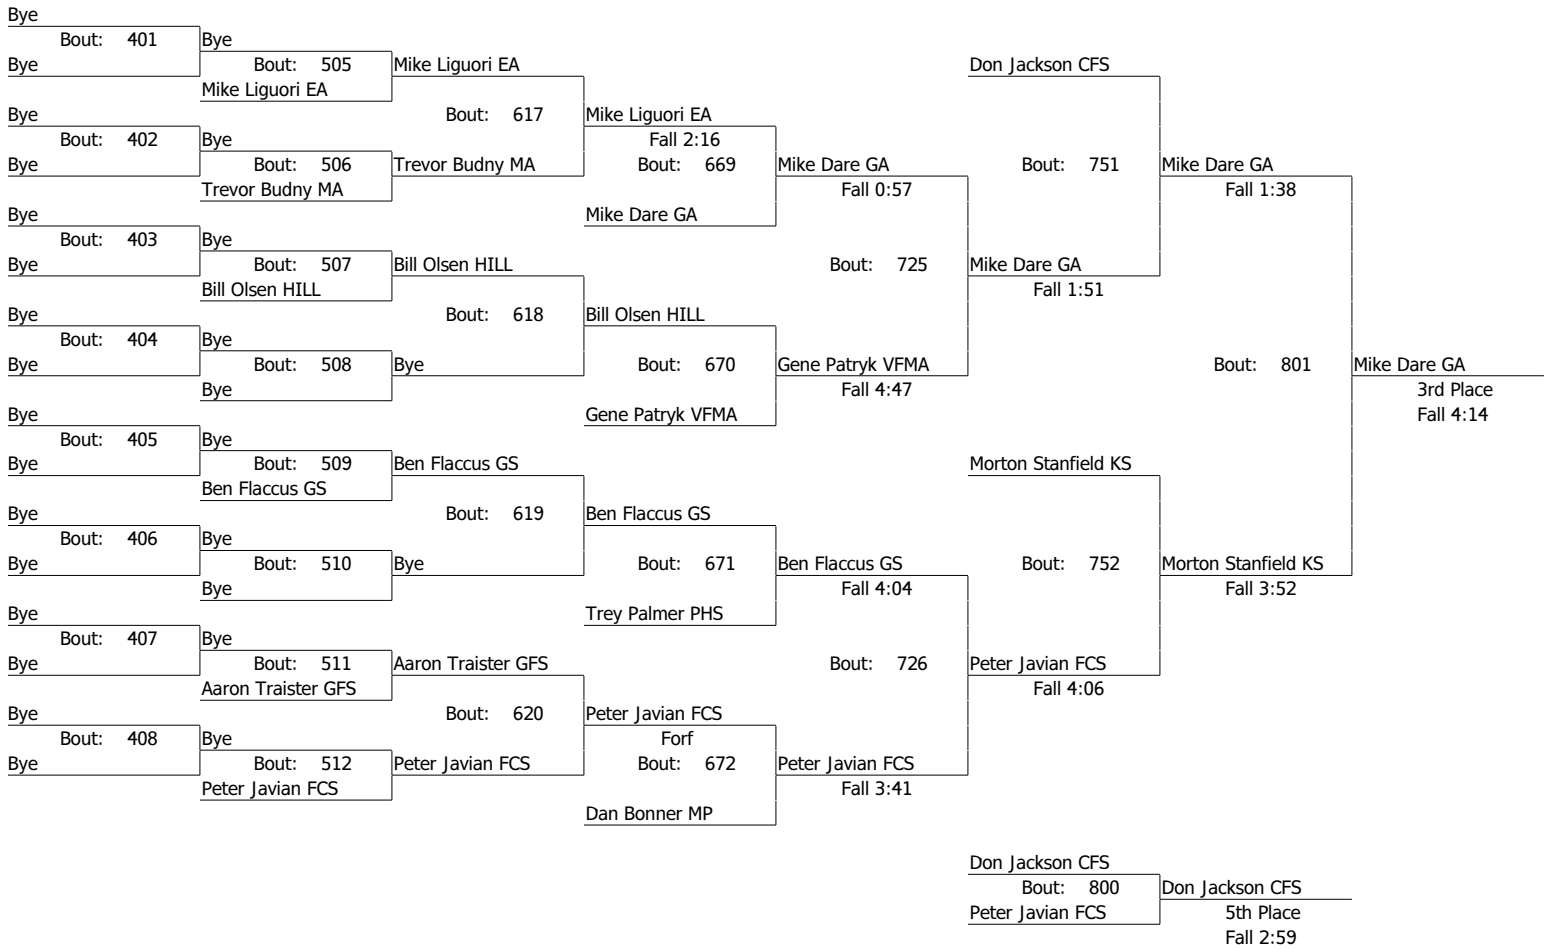 Bye
Bout: 401 Bye
Bye Bout: 505 Mike Liguori EA Don Jackson CFS
Mike Liguori EA
Bye Bout: 617 Mike Liguori EA
Bout: 402 Bye Fall 2:16
Bye Bout: 506 Trevor Budny MA Bout: 669 Mike Dare GA Bout: 751 Mike Dare GA
Trevor Budny MA Fall 0:57 Fall 1:38
Bye Mike Dare GA
Bout: 403 Bye
Bye Bout: 507 Bill Olsen HILL Bout: 725 Mike Dare GA
Bill Olsen HILL Fall 1:51
Bye Bout: 618 Bill Olsen HILL
Bout: 404 Bye
Bye Bout: 508 Bye Bout: 670 Gene Patryk VFMA Bout: 801 Mike Dare GA
Bye Fall 4:47 3rd Place
Bye Gene Patryk VFMA Fall 4:14
Bout: 405 Bye
Bye Bout: 509 Ben Flaccus GS Morton Stanfield KS
Ben Flaccus GS
Bye Bout: 619 Ben Flaccus GS
Bout: 406 Bye
Bye Bout: 510 Bye Bout: 671 Ben Flaccus GS Bout: 752 Morton Stanfield KS
Bye Fall 4:04 Fall 3:52
Bye Trey Palmer PHS
Bout: 407 Bye
Bye Bout: 511 Aaron Traister GFS Bout: 726 Peter Javian FCS
Aaron Traister GFS Fall 4:06
Bye Bout: 620 Peter Javian FCS
Bout: 408 Bye Forf
Bye Bout: 512 Peter Javian FCS Bout: 672 Peter Javian FCS
Peter Javian FCS Fall 3:41
Dan Bonner MP
Don Jackson CFS
Bout: 800 Don Jackson CFS
Peter Javian FCS 5th Place
Fall 2:59